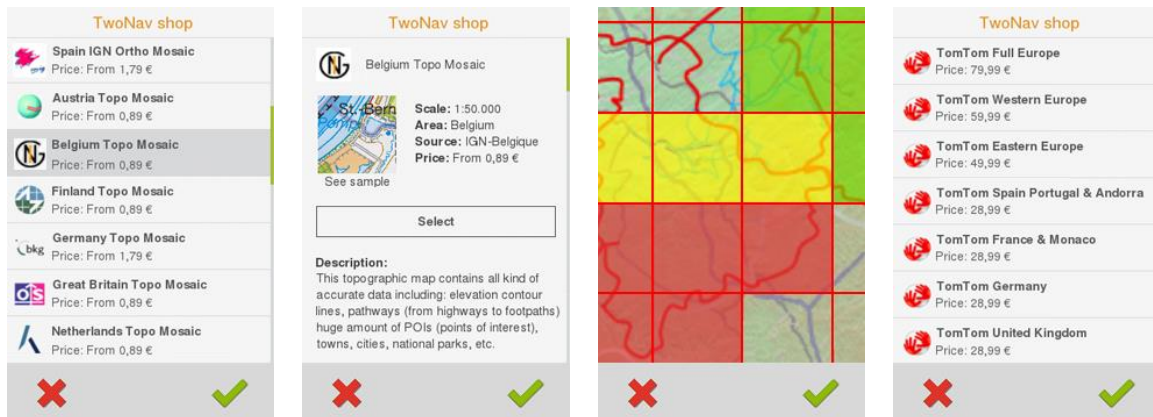 TwoNav shop
Spain IGN Ortho Mosaic
Price: From 1,79 €
Austria Topo Mosaic
Price: From 0,89 €
Belgium Topo Mosaic
Price: From 0,89 €
Finland Topo Mosaic
Price: From 0,89 €
bkg
Germany Topo Mosaic
Price: From 1,79 €
os
Great Britain Topo Mosaic
Price: From 0,89 €
Netherlands Topo Mosaic
Price: From 0,89 €
TwoNav shop
Belgium Topo Mosaic
St.-Bern
Scale: 1:50.000
Area: Belgium
Source: IGN-Belgique
Price: From 0,89 €
See sample
Select
Description:
This topographic map contains all kind of
accurate data including: elevation contour
lines, pathways (from highways to footpaths)
huge amount of POIs (points of interest),
towns, cities, national parks, etc.
TwoNav shop
TomTom Full Europe
Price: 79,99 €
TomTom Western Europe
Price: 59,99 €
TomTom Eastern Europe
Price: 49,99 €
TomTom Spain Portugal & Andorra
Price: 28,99 €
TomTom France & Monaco
Price: 28,99 €
TomTom Germany
Price: 28,99 €
TomTom United Kingdom
Price: 28,99 €